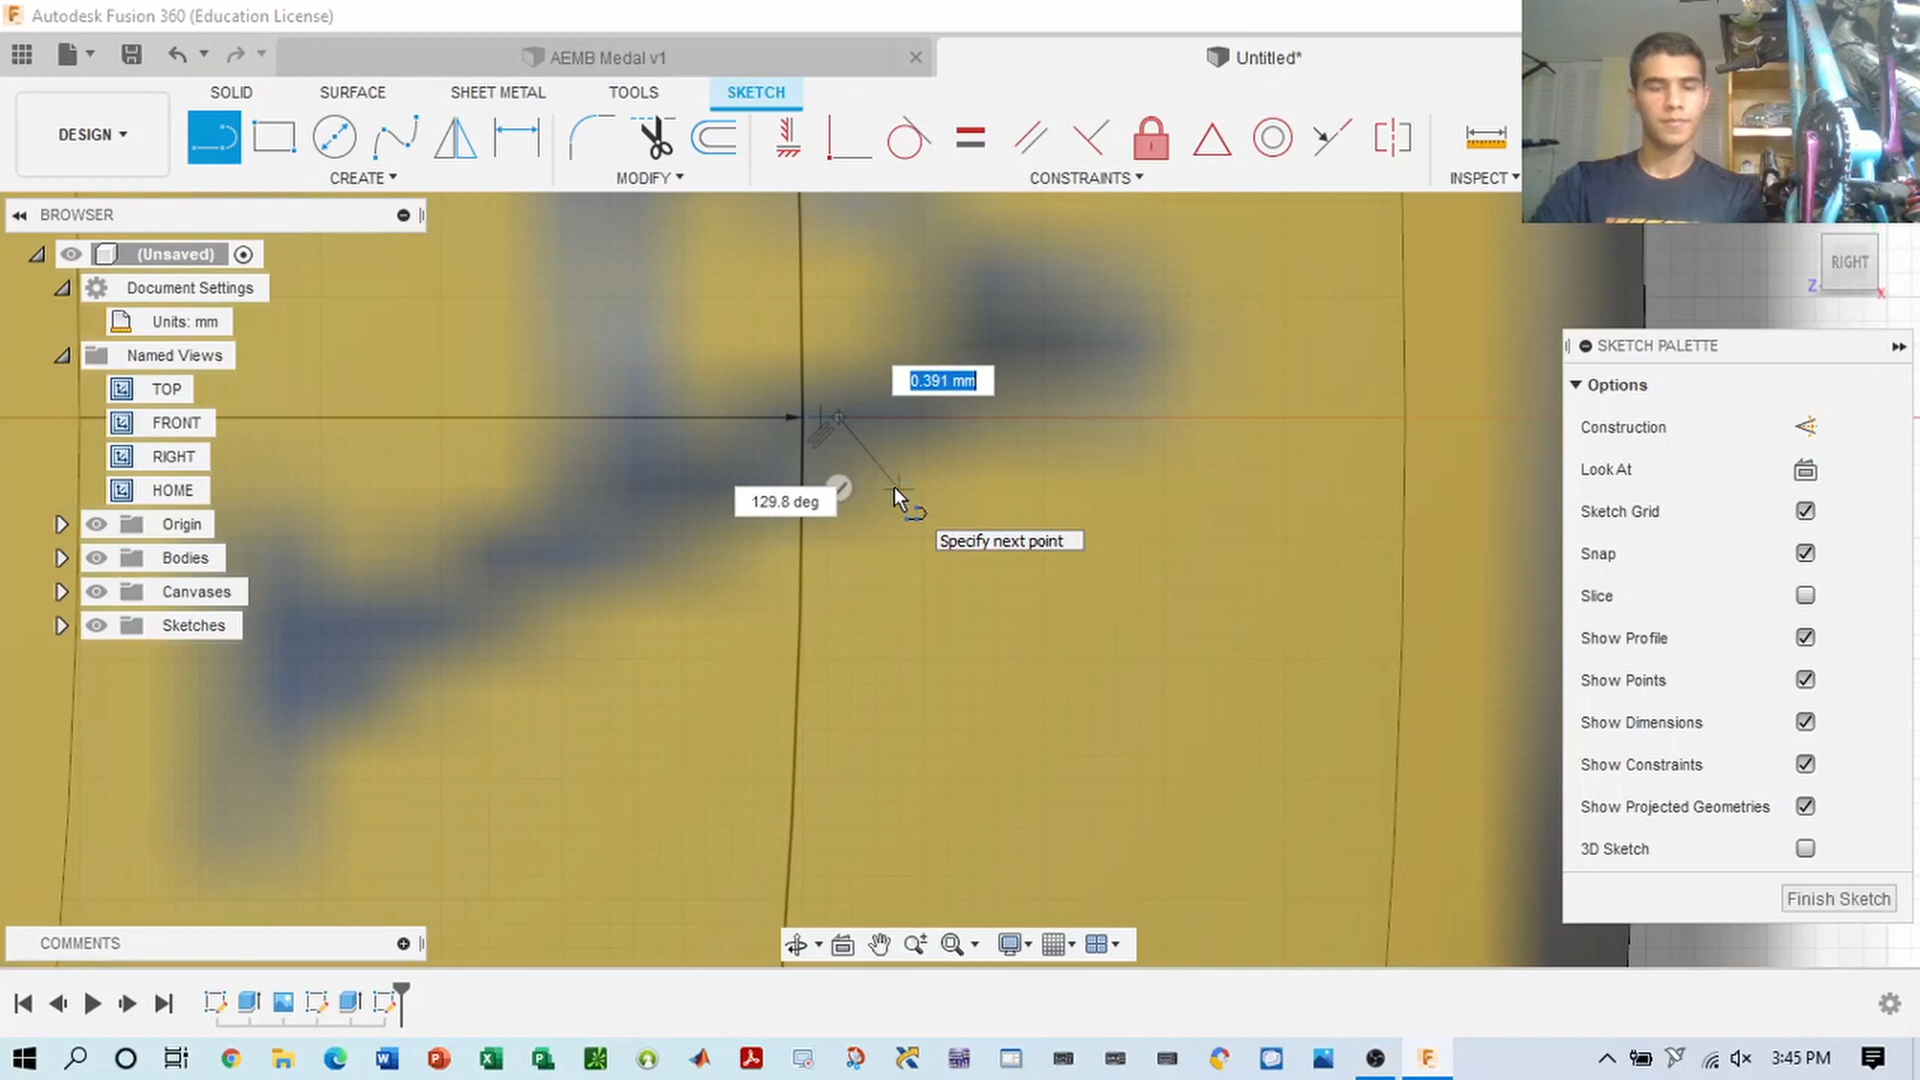 Autodesk Fusion 360 (Education License)
AEMB Medal v1
Untitled*
SOLID
SURFACE
SHEET METAL
TOOLS
SKETCH
DESIGN
CREATE
MODIFY
CONSTRAINTS
INSPECT
BROWSER
(Unsaved)
Document Settings
Units: mm
Named Views
TOP
FRONT
RIGHT
HOME
Origin
Bodies
Canvases
Sketches
0.391 mm
129.8 deg
Specify next point
RIGHT
Z
X
SKETCH PALETTE
Options
Construction
Look At
Sketch Grid
Snap
Slice
Show Profile
Show Points
Show Dimensions
Show Constraints
Show Projected Geometries
3D Sketch
Finish Sketch
COMMENTS
3:45 PM